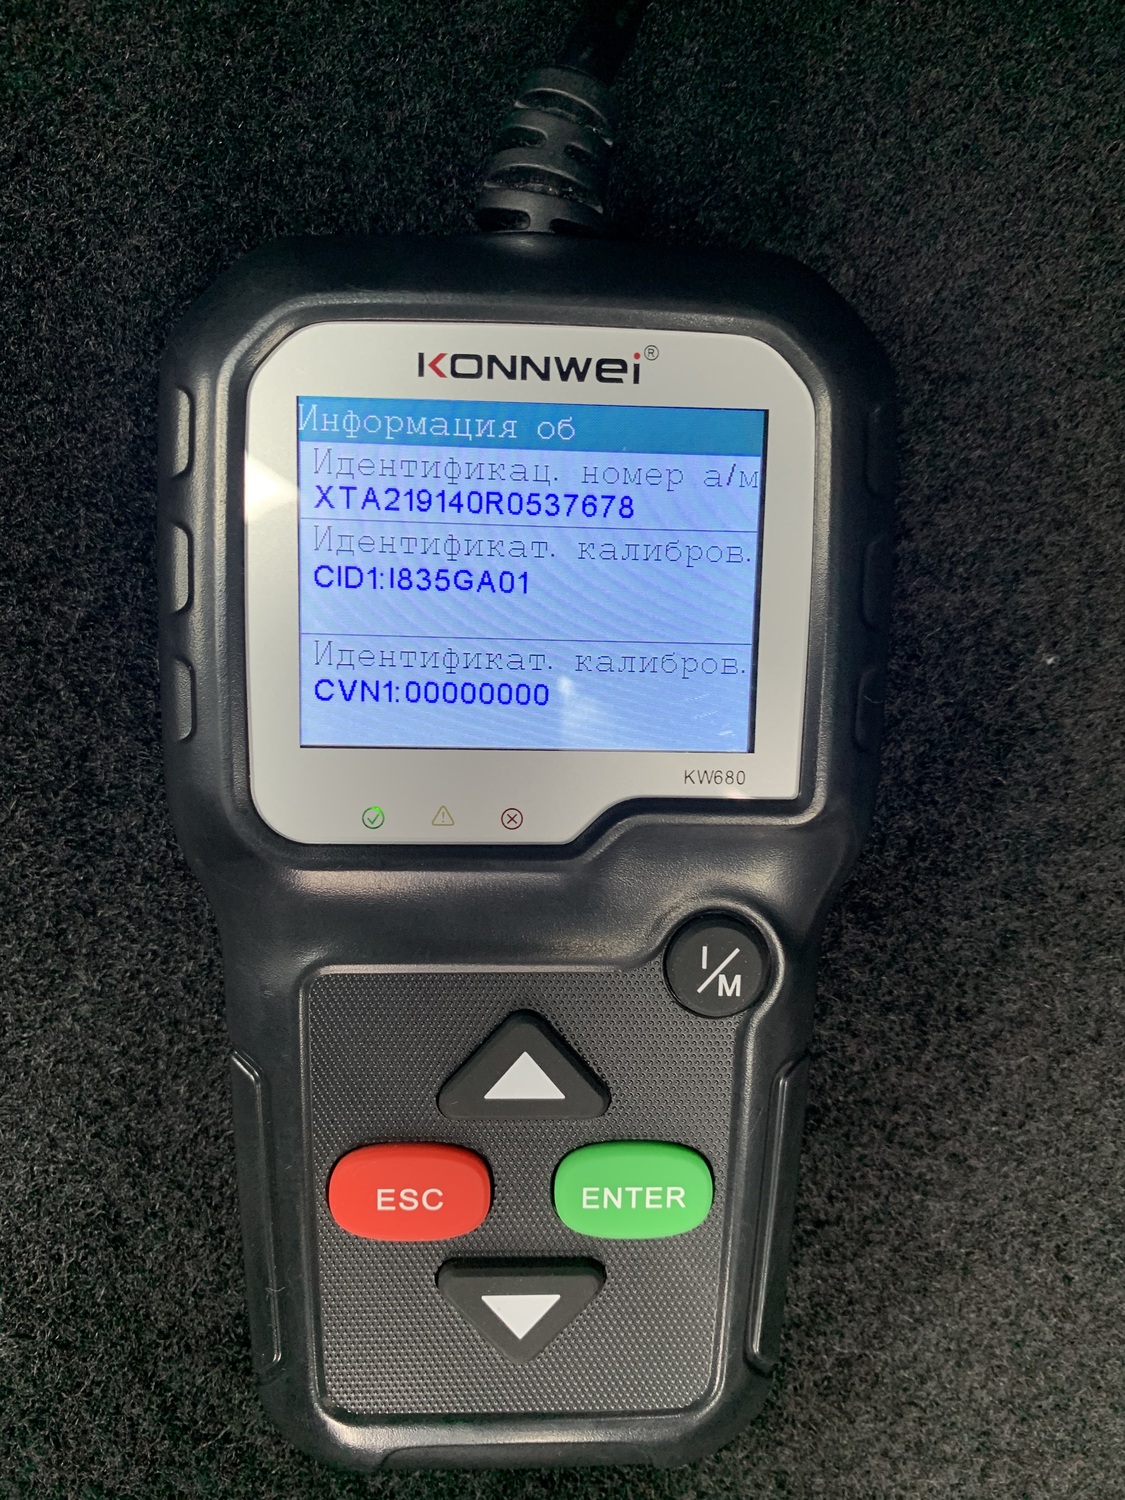 KONNWEI®
Информация об
Идентификац. номер а/м
XTA219140R0537678
Идентификат. калибров.
CID1:I835GA01
Идентификат. калибров.
CVN1:00000000
KW680
I/M
ESC
ENTER